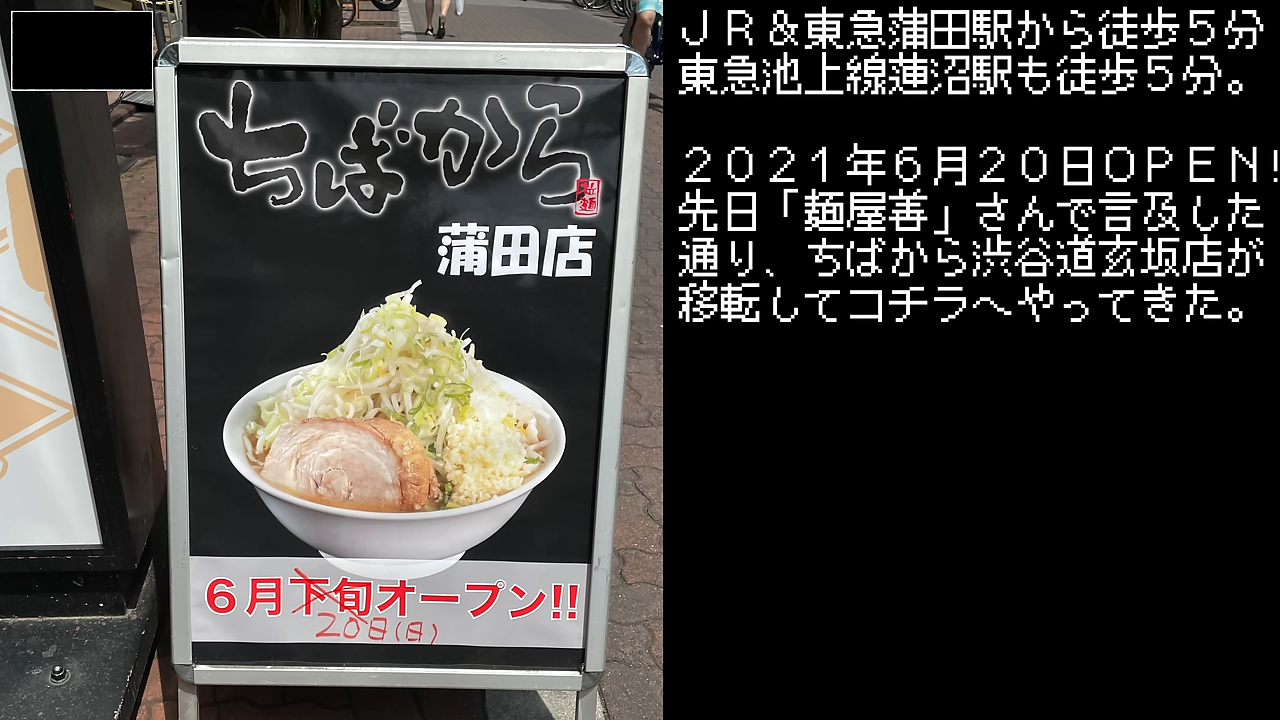 ちばから
拉麺
蒲田店
6月下旬オープン!!
20日(日)
JR&東急蒲田駅から徒歩5分
東急池上線蓮沼駅も徒歩5分。
2021年6月20日OPEN!
先日「麺屋善」さんで言及した
通り、ちばから渋谷道玄坂店が
移転してコチラへやってきた。